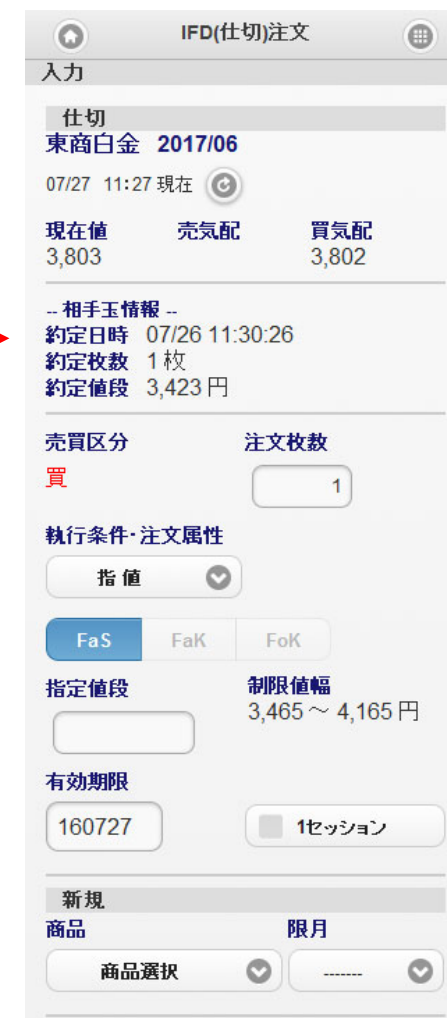 IFD(仕切)注文
入力
仕切
東商白金 2017/06
07/27 11:27 現在
現在値 売気配 買気配
3,803 3,802
-- 相手玉情報 --
約定日時 07/26 11:30:26
約定枚数 1 枚
約定値段 3,423 円
売買区分 注文枚数
買 1
執行条件・注文属性
指値
FaS FaK FoK
指定値段 制限値幅
3,465 ～ 4,165 円
有効期限
160727 1セッション
新規
商品 限月
商品選択 -------